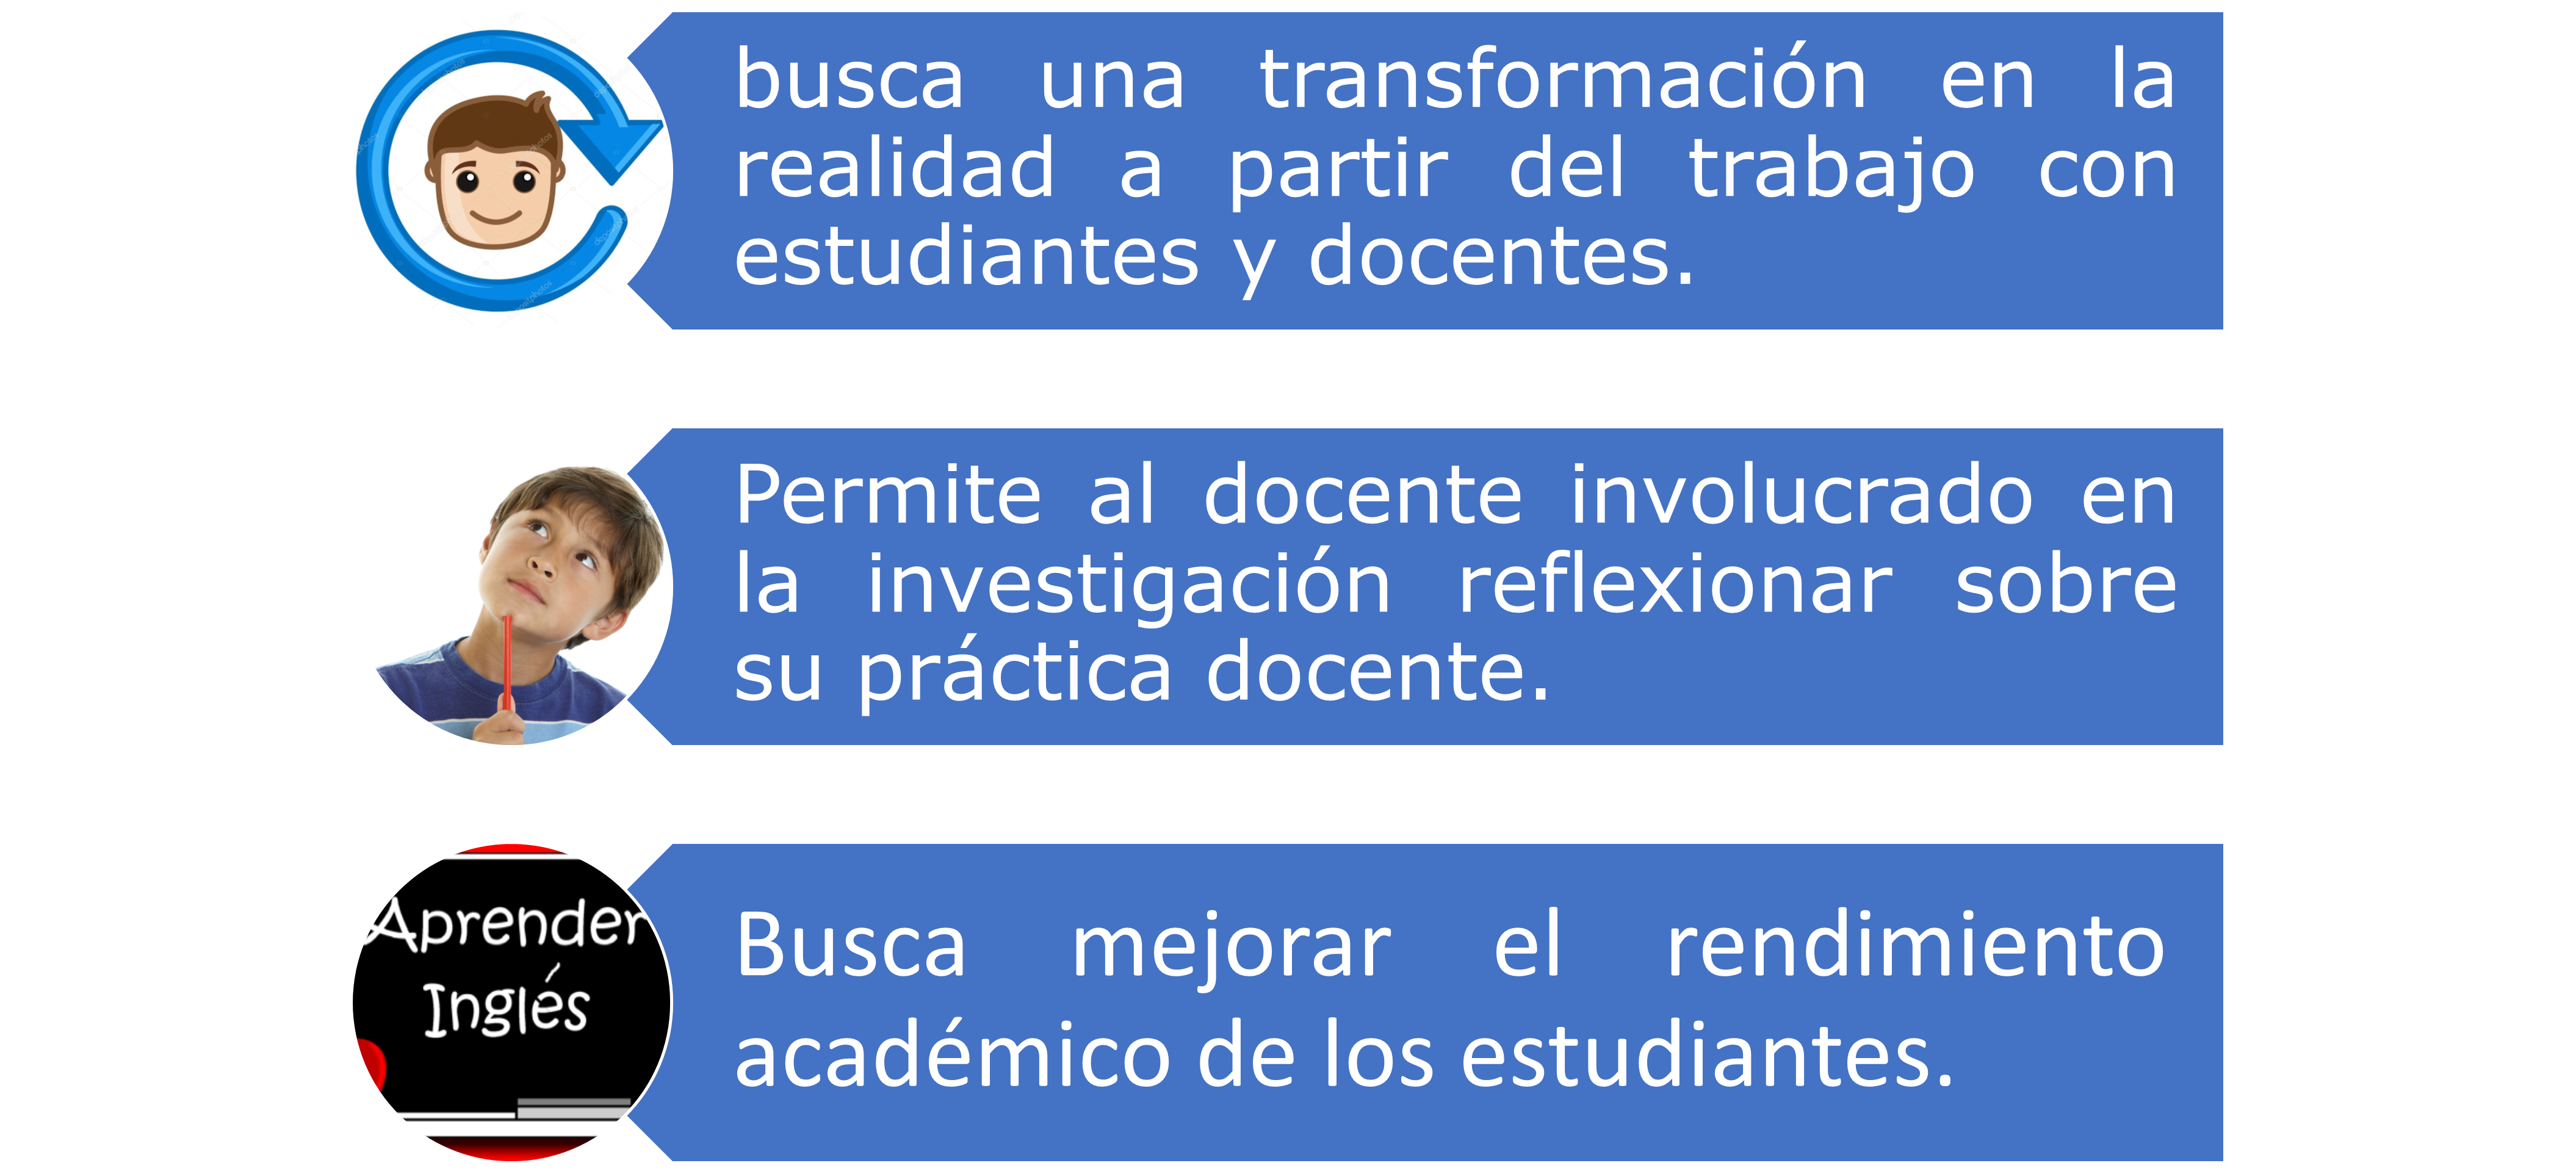 busca una transformación en la
realidad a partir del trabajo con
estudiantes y docentes.
Permite al docente involucrado en
la investigación reflexionar sobre
su práctica docente.
Aprender
Inglés
Busca mejorar el rendimiento
académico de los estudiantes.